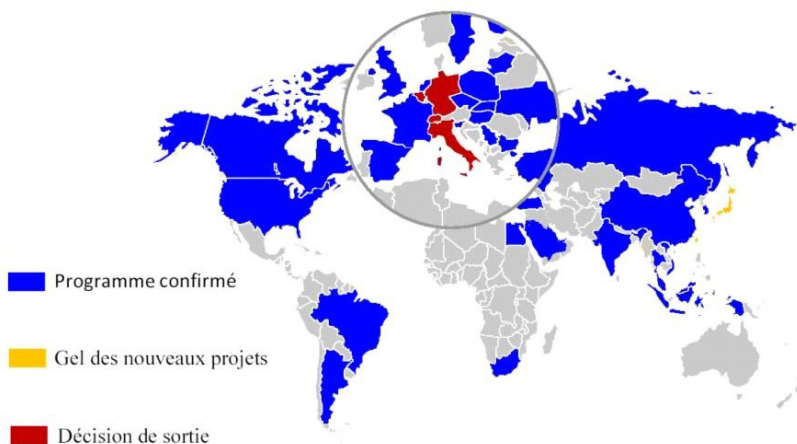 Programme confirmé
Gel des nouveaux projets
Décision de sortie